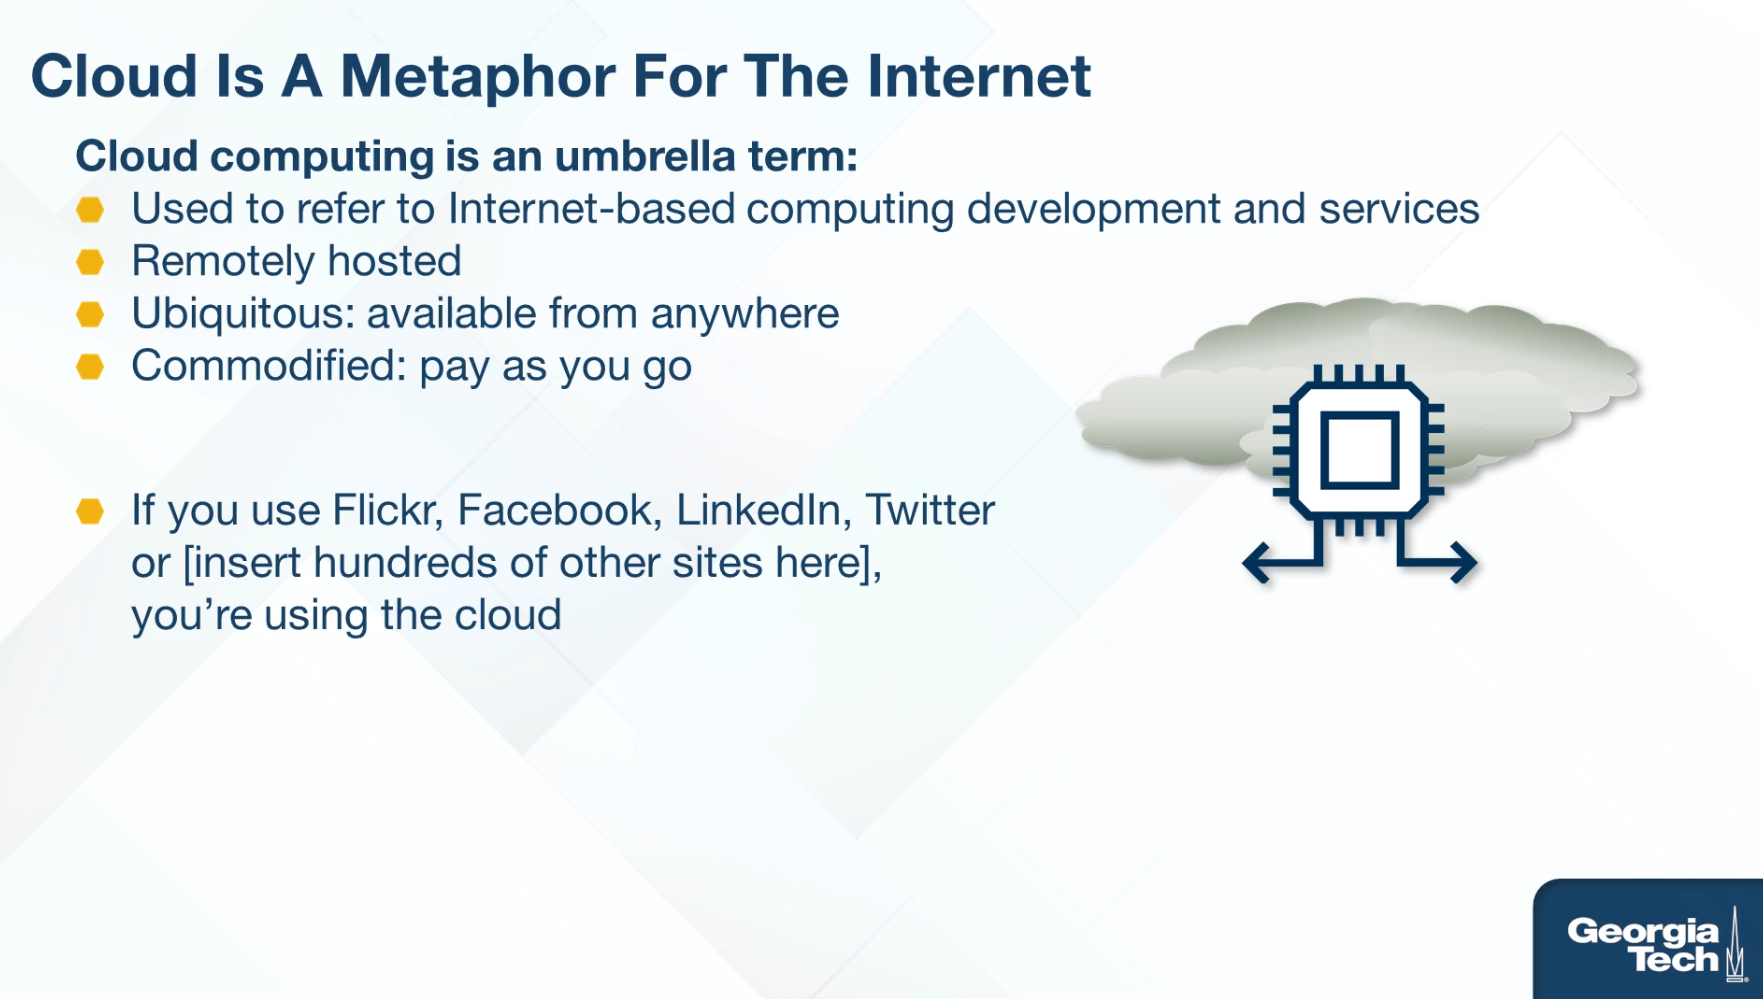 Cloud Is A Metaphor For The Internet
Cloud computing is an umbrella term:
Used to refer to Internet-based computing development and services
Remotely hosted
Ubiquitous: available from anywhere
Commodified: pay as you go
If you use Flickr, Facebook, LinkedIn, Twitter
or [insert hundreds of other sites here],
you’re using the cloud
Georgia
Tech